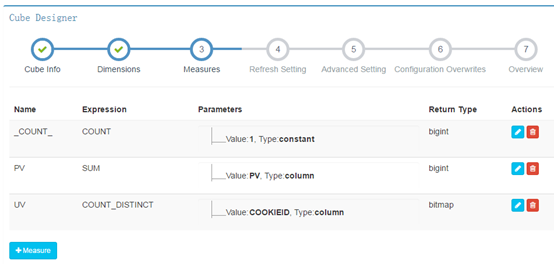 Cube Designer
3 4 5 6 7
Cube Info Dimensions Measures Refresh Setting Advanced Setting Configuration Overwrites Overview
Name Expression Parameters Return Type Actions
_COUNT_ COUNT Value:1, Type:constant bigint
PV SUM Value:PV, Type:column bigint
UV COUNT_DISTINCT Value:COOKIEID, Type:column bitmap
+Measure